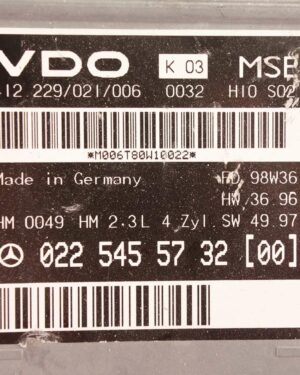 VDO K 03 MSE
412 229/021/006 0032 H10 S02
*M006T80W10022*
Made in Germany HD 98W36
HW 36.96
HM 0049 HM 2.3L 4 Zyl. SW 49.97
022 545 57 32 [00]